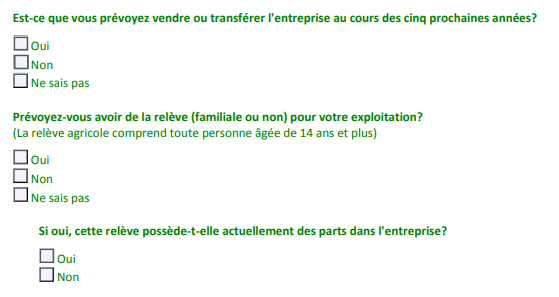 Est-ce que vous prévoyez vendre ou transférer l'entreprise au cours des cinq prochaines années?
Oui
Non
Ne sais pas
Prévoyez-vous avoir de la relève (familiale ou non) pour votre exploitation?
(La relève agricole comprend toute personne âgée de 14 ans et plus)
Oui
Non
Ne sais pas
Si oui, cette relève possède-t-elle actuellement des parts dans l'entreprise?
Oui
Non